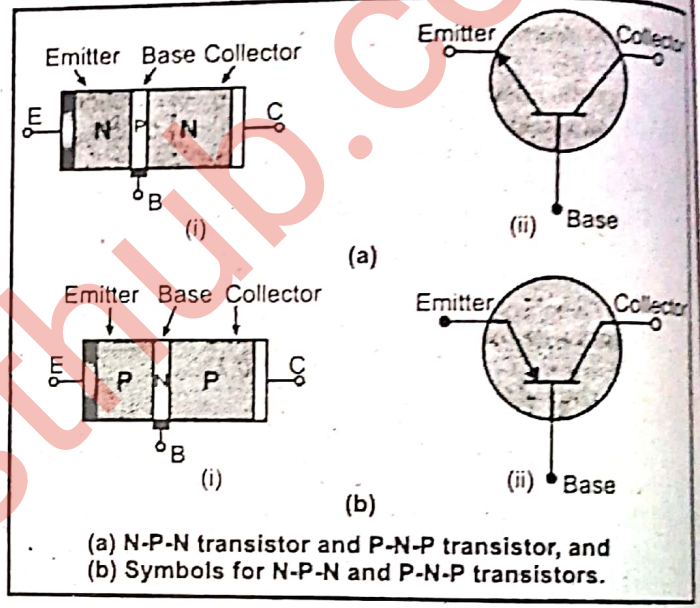 Emitter Base Collector
E N P N C
B
(i)
Emitter Collector
Base
(ii)
(a)
Emitter Base Collector
E P N P C
B
(i)
Emitter Collector
Base
(ii)
(b)
(a) N-P-N transistor and P-N-P transistor, and
(b) Symbols for N-P-N and P-N-P transistors.